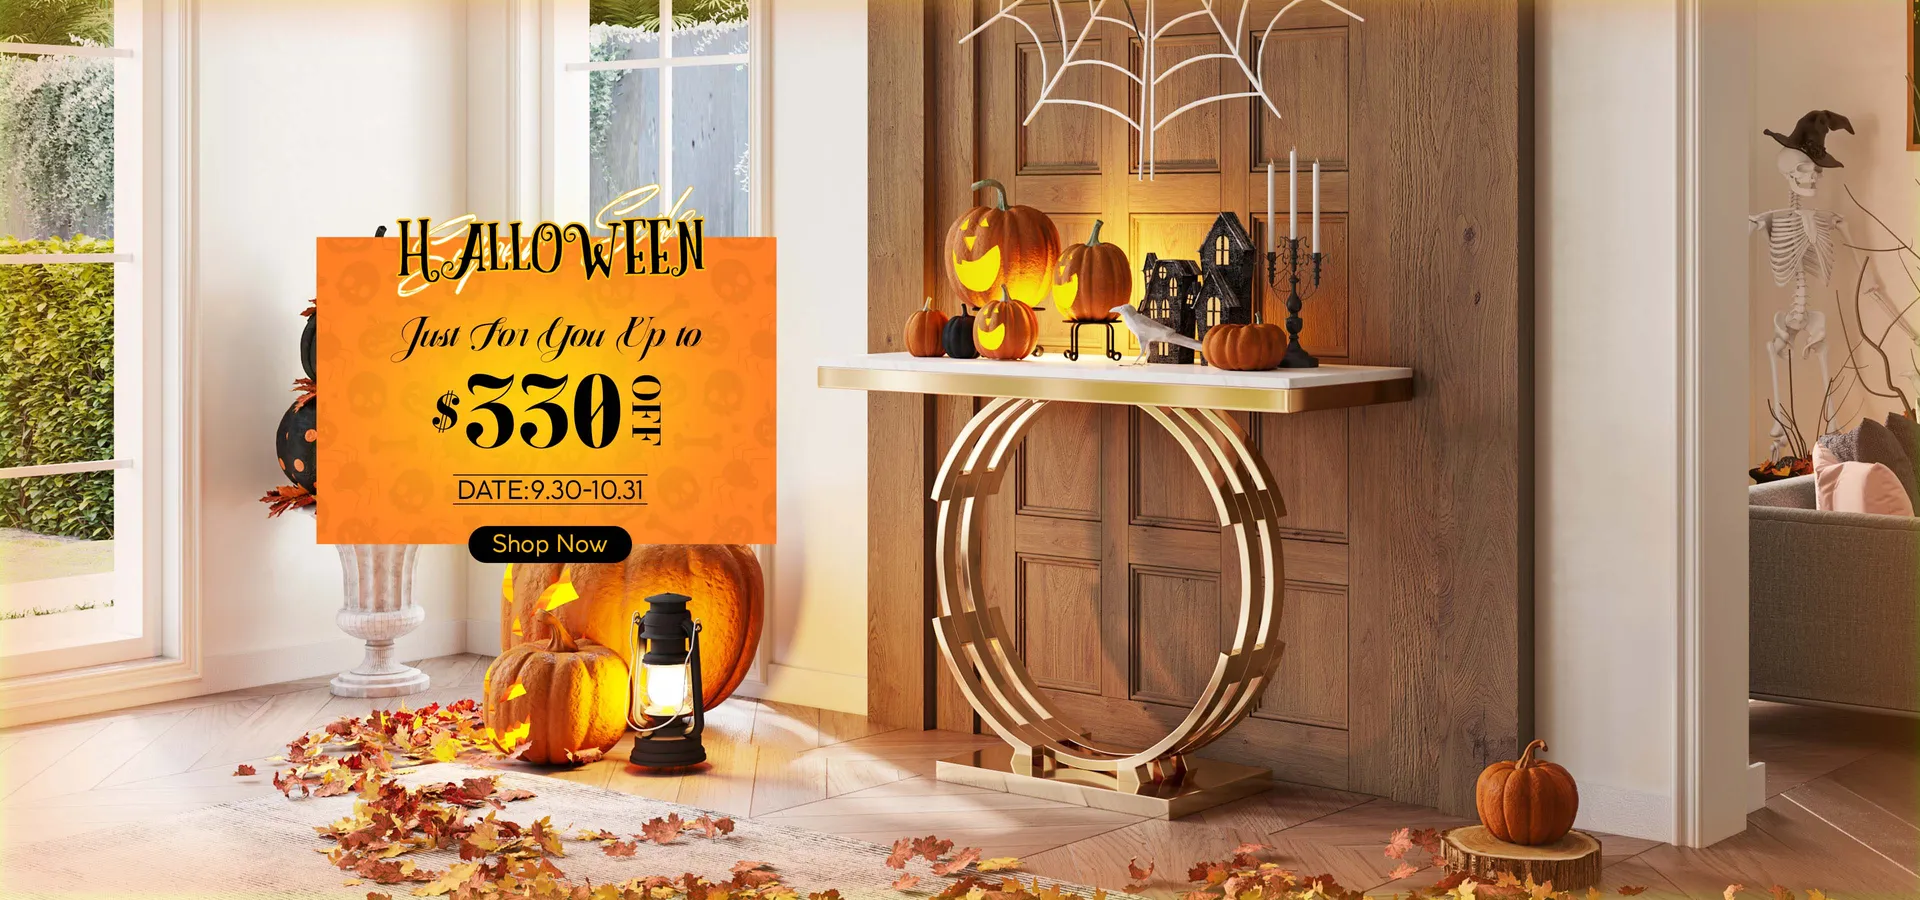 HALLOWEEN
Just For You Up to
$330 OFF
DATE:9.30-10.31
Shop Now